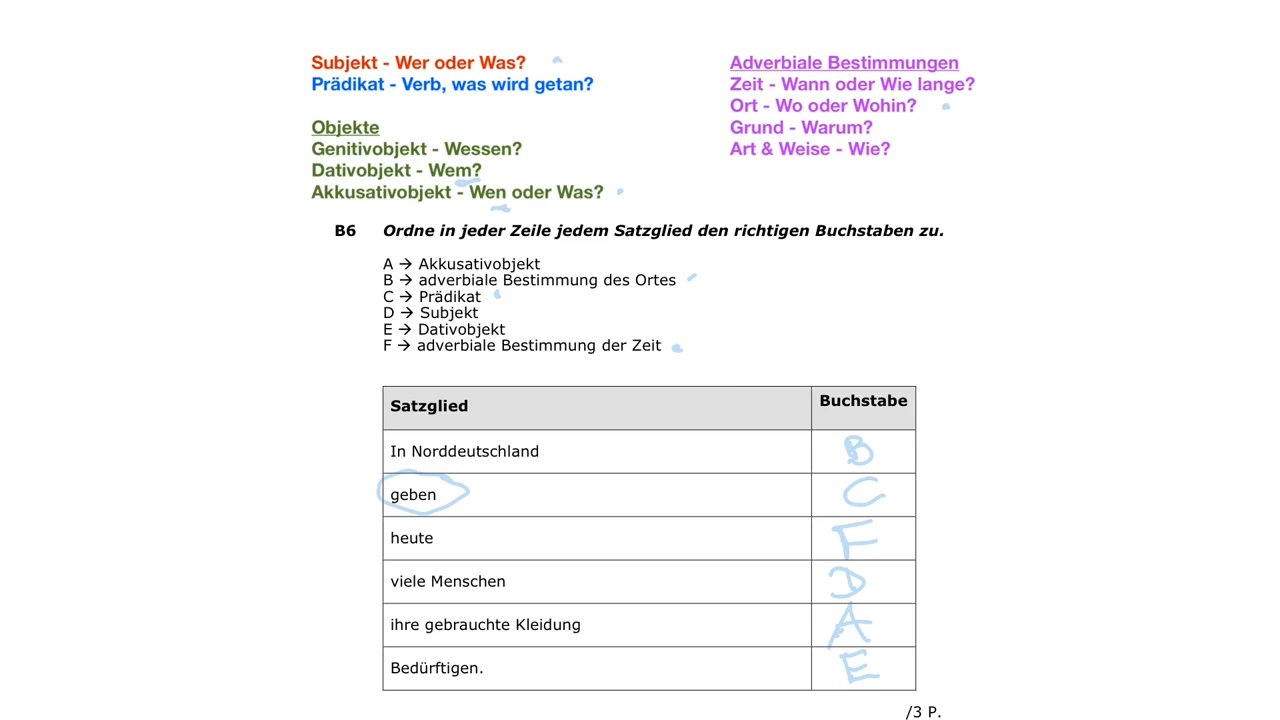 Subjekt - Wer oder Was?
Prädikat - Verb, was wird getan?
Objekte
Genitivobjekt - Wessen?
Dativobjekt - Wem?
Akkusativobjekt - Wen oder Was?
Adverbiale Bestimmungen
Zeit - Wann oder Wie lange?
Ort - Wo oder Wohin?
Grund - Warum?
Art & Weise - Wie?
B6 Ordne in jeder Zeile jedem Satzglied den richtigen Buchstaben zu.
A → Akkusativobjekt
B → adverbiale Bestimmung des Ortes
C → Prädikat
D → Subjekt
E → Dativobjekt
F → adverbiale Bestimmung der Zeit
Satzglied Buchstabe
In Norddeutschland B
geben C
heute F
viele Menschen D
ihre gebrauchte Kleidung A
Bedürftigen. E
/3 P.